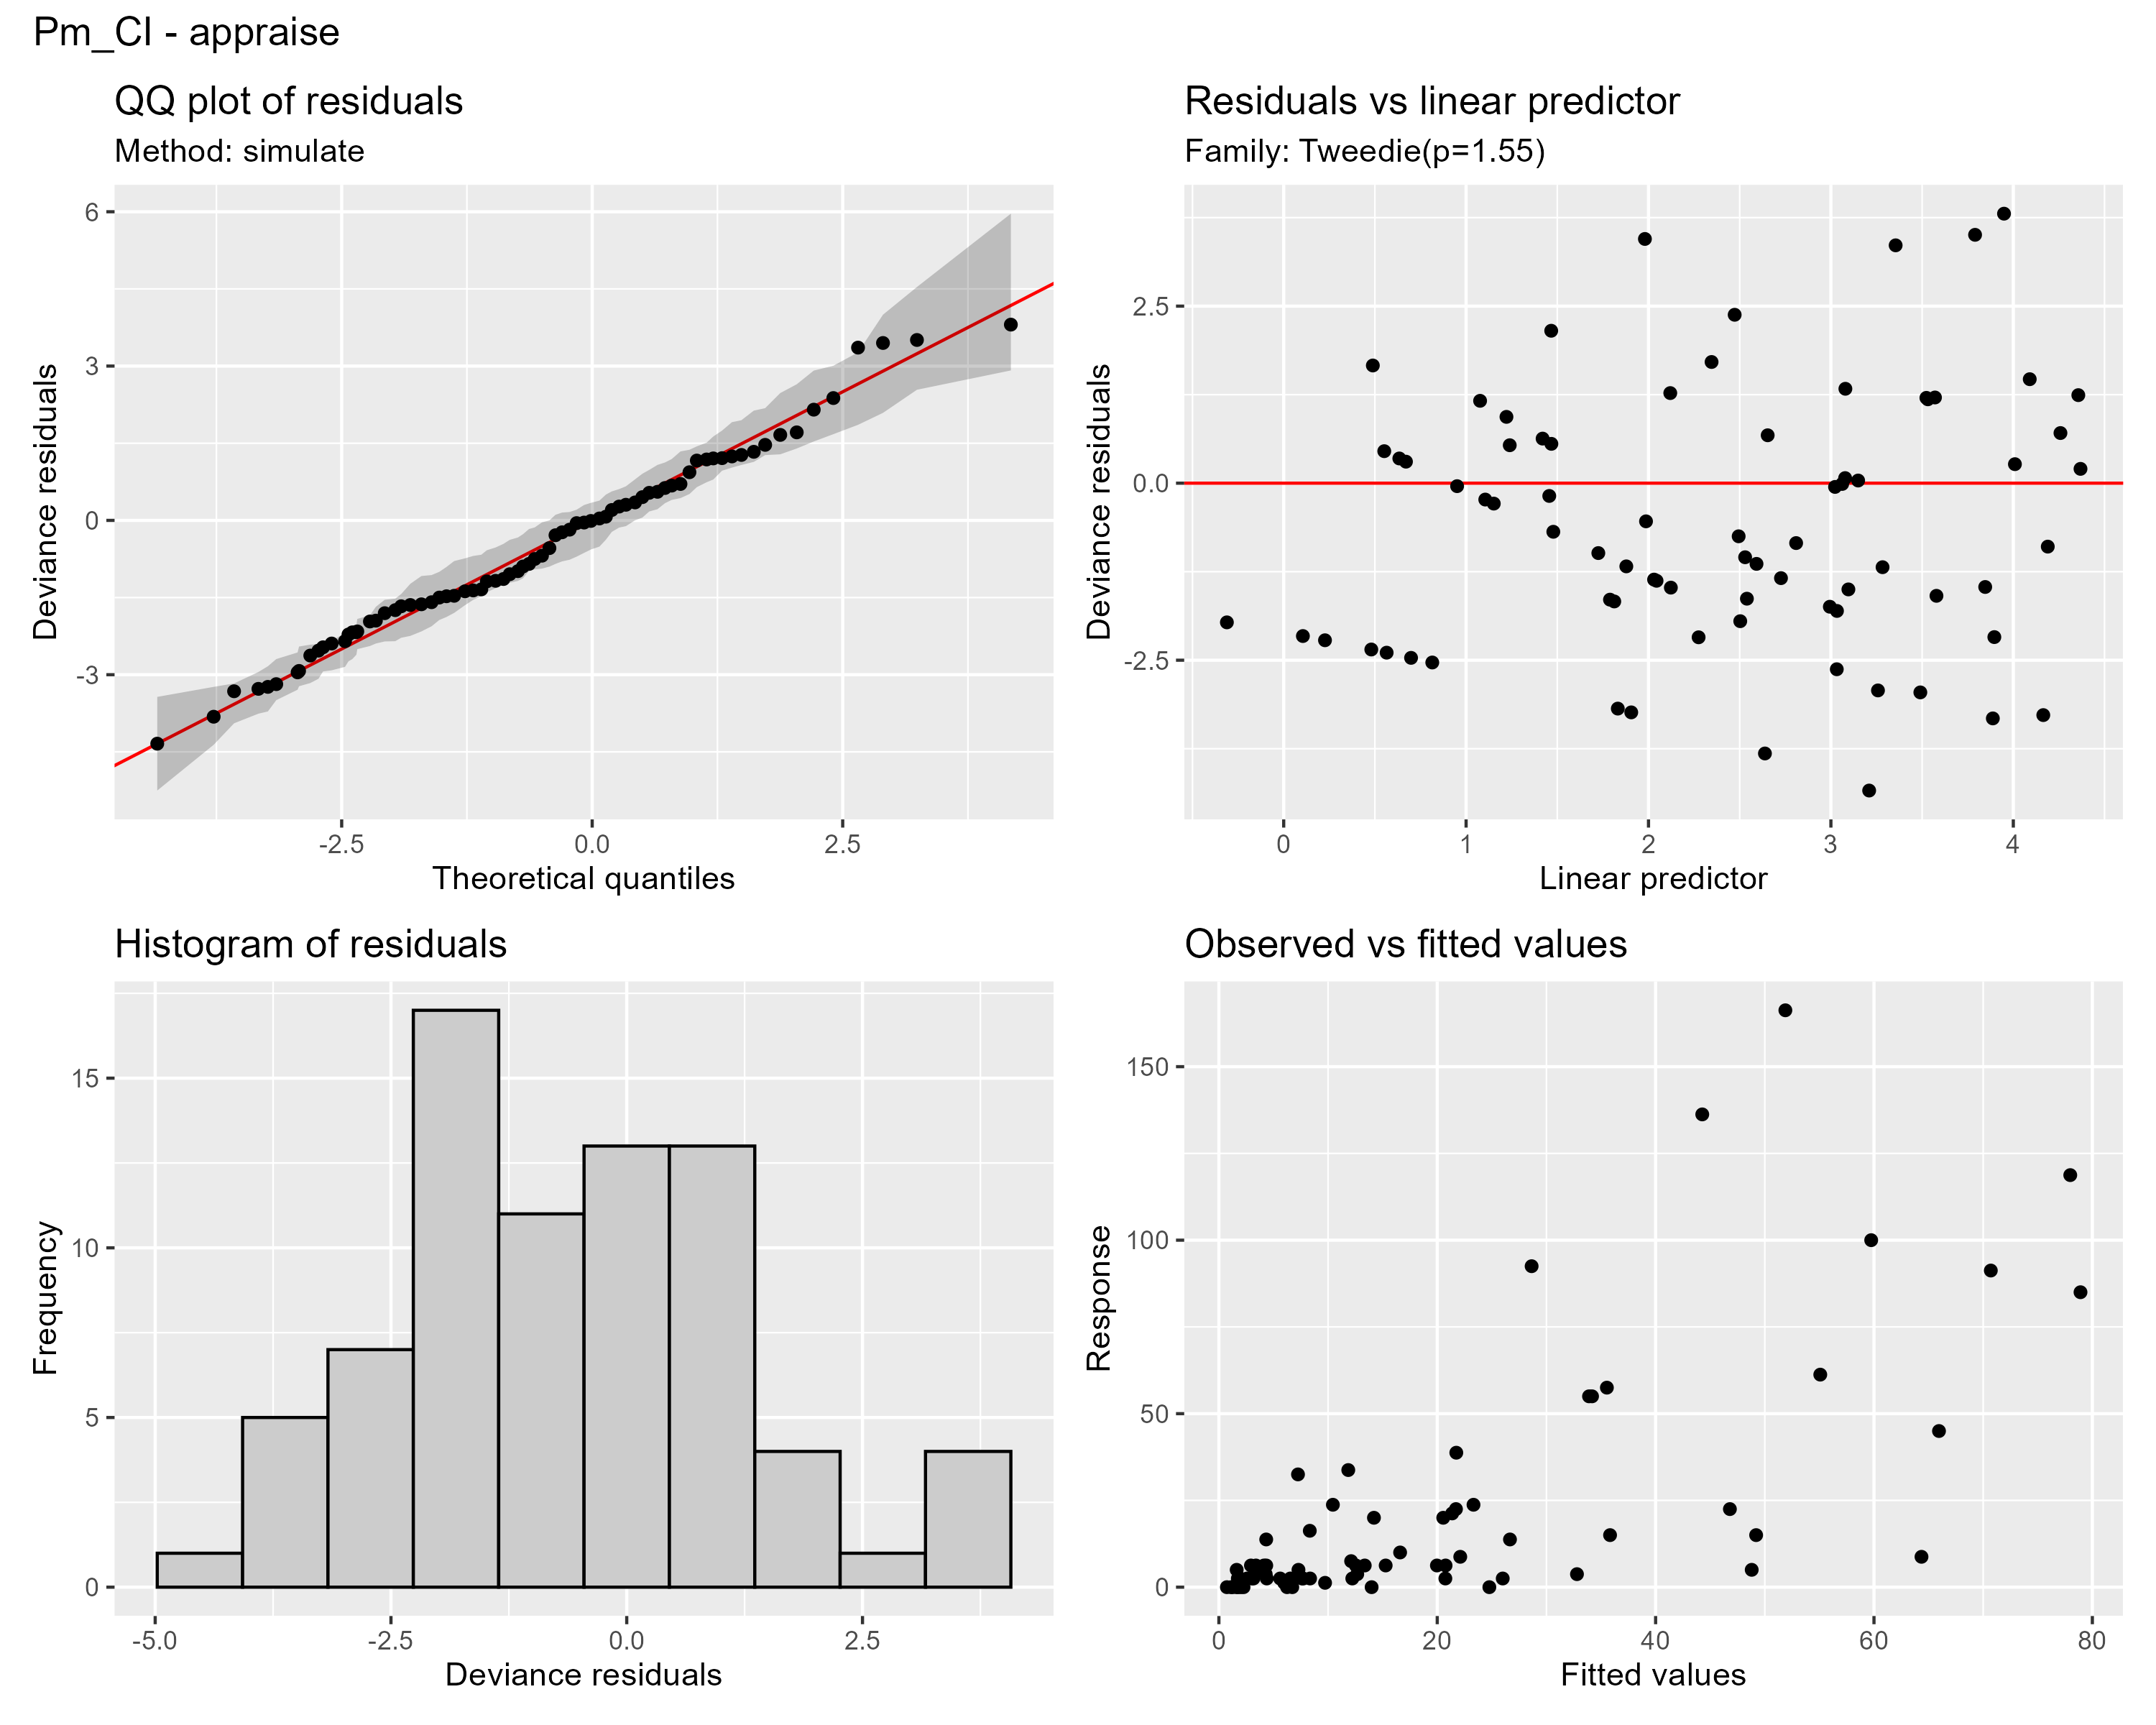 Pm_CI - appraise
QQ plot of residuals
Method: simulate
6
3
0
-3
-2.5
0.0
2.5
Theoretical quantiles
Deviance residuals
Residuals vs linear predictor
Family: Tweedie(p=1.55)
2.5
0.0
-2.5
0
1
2
3
4
Linear predictor
Deviance residuals
Histogram of residuals
15
10
5
0
-5.0
-2.5
0.0
2.5
Deviance residuals
Frequency
Observed vs fitted values
150
100
50
0
0
20
40
60
80
Fitted values
Response